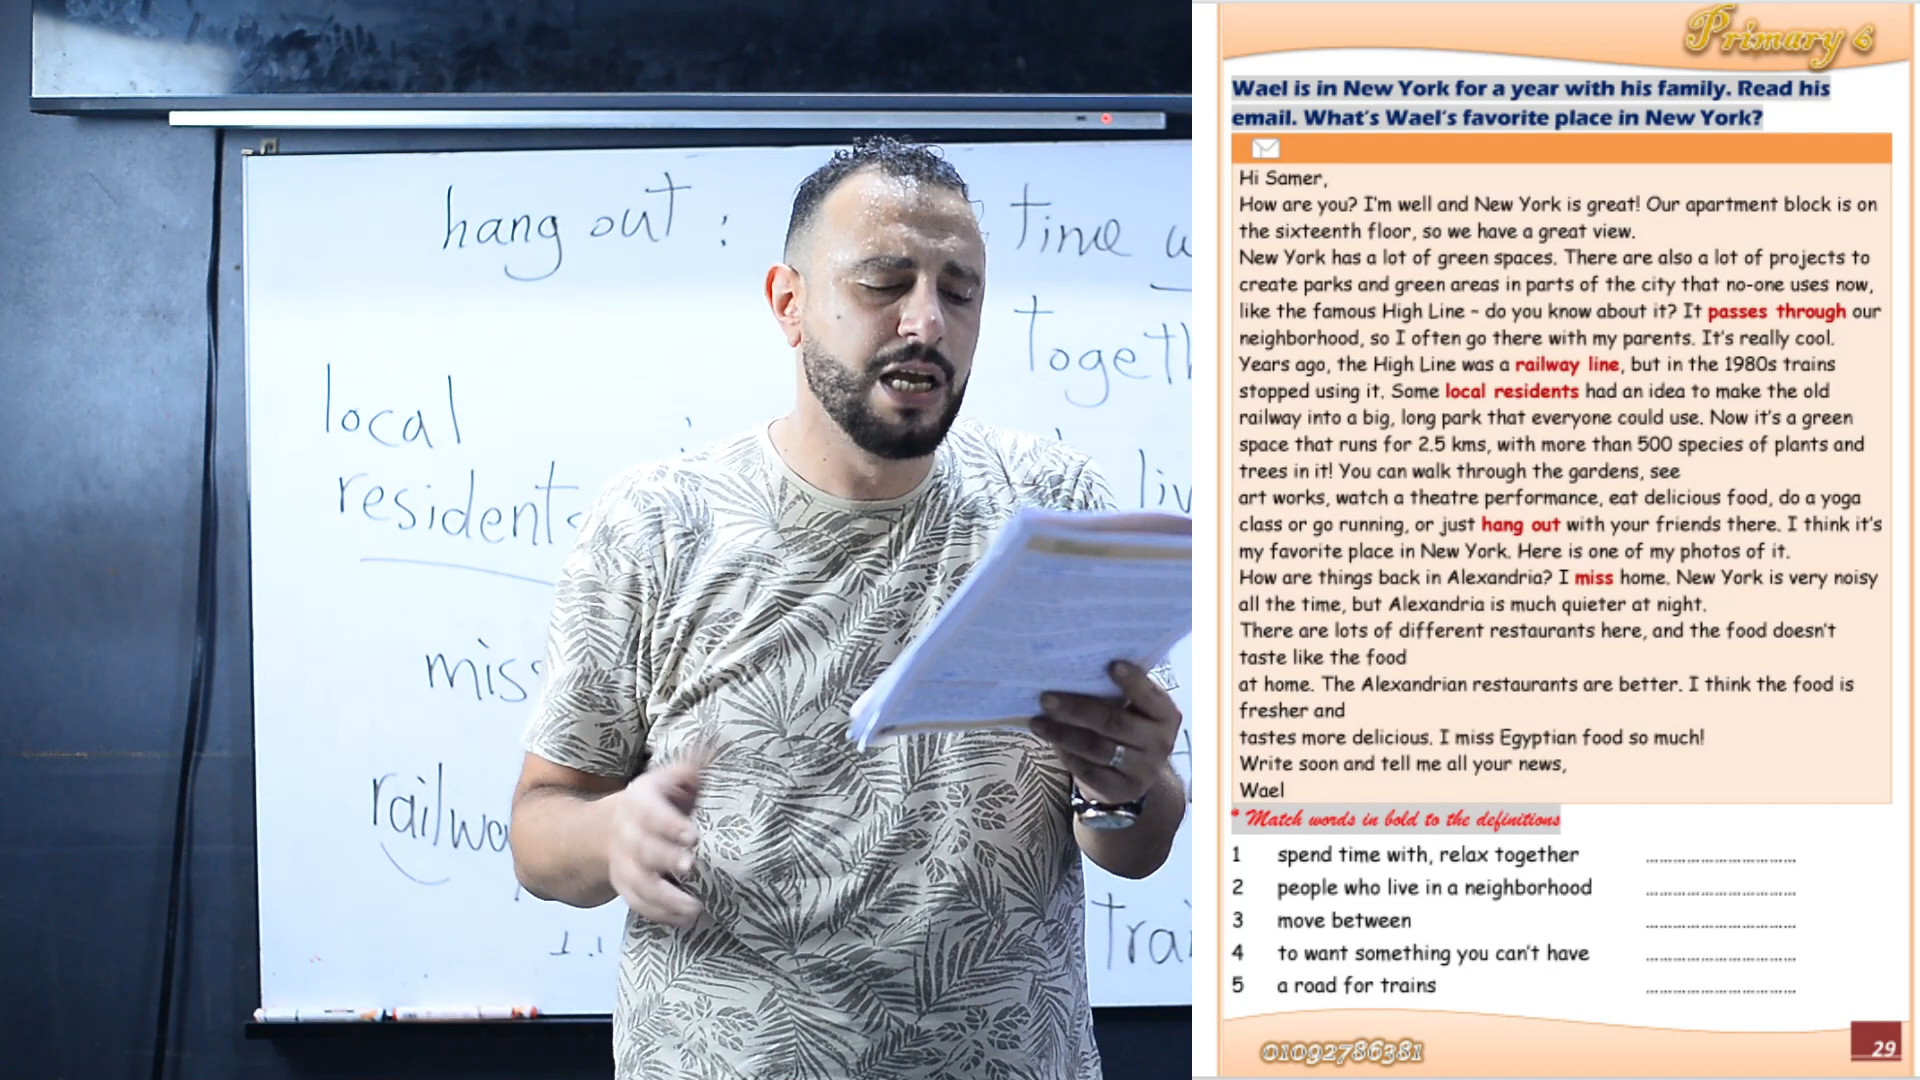 hang out :
time
local
residents
railway
Primary 6
Wael is in New York for a year with his family. Read his
email. What's Wael's favorite place in New York?
Hi Samer,
How are you? I'm well and New York is great! Our apartment block is on
the sixteenth floor, so we have a great view.
New York has a lot of green spaces. There are also a lot of projects to
create parks and green areas in parts of the city that no-one uses now,
like the famous High Line – do you know about it? It passes through our
neighborhood, so I often go there with my parents. It's really cool.
Years ago, the High Line was a railway line, but in the 1980s trains
stopped using it. Some local residents had an idea to make the old
railway into a big, long park that everyone could use. Now it's a green
space that runs for 2.5 kms, with more than 500 species of plants and
trees in it! You can walk through the gardens, see
art works, watch a theatre performance, eat delicious food, do a yoga
class or go running, or just hang out with your friends there. I think it's
my favorite place in New York. Here is one of my photos of it.
How are things back in Alexandria? I miss home. New York is very noisy
all the time, but Alexandria is much quieter at night.
There are lots of different restaurants here, and the food doesn't
taste like the food
at home. The Alexandrian restaurants are better. I think the food is
fresher and
tastes more delicious. I miss Egyptian food so much!
Write soon and tell me all your news,
Wael
* Match words in bold to the definitions
1 spend time with, relax together ................................
2 people who live in a neighborhood ................................
3 move between ................................
4 to want something you can't have ................................
5 a road for trains ................................
01092786381
29